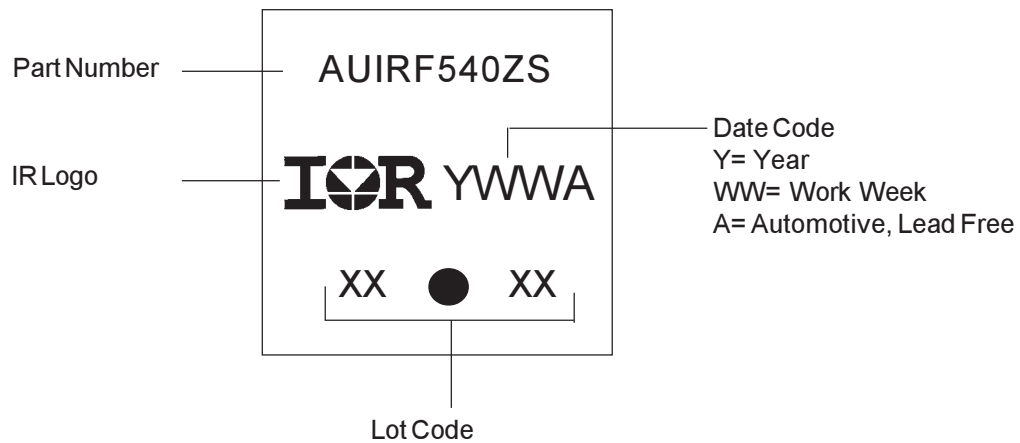 Part Number
AUIRF540ZS
IR Logo
IOR YWWA
Date Code
Y= Year
WW= Work Week
A= Automotive, Lead Free
XX XX
Lot Code